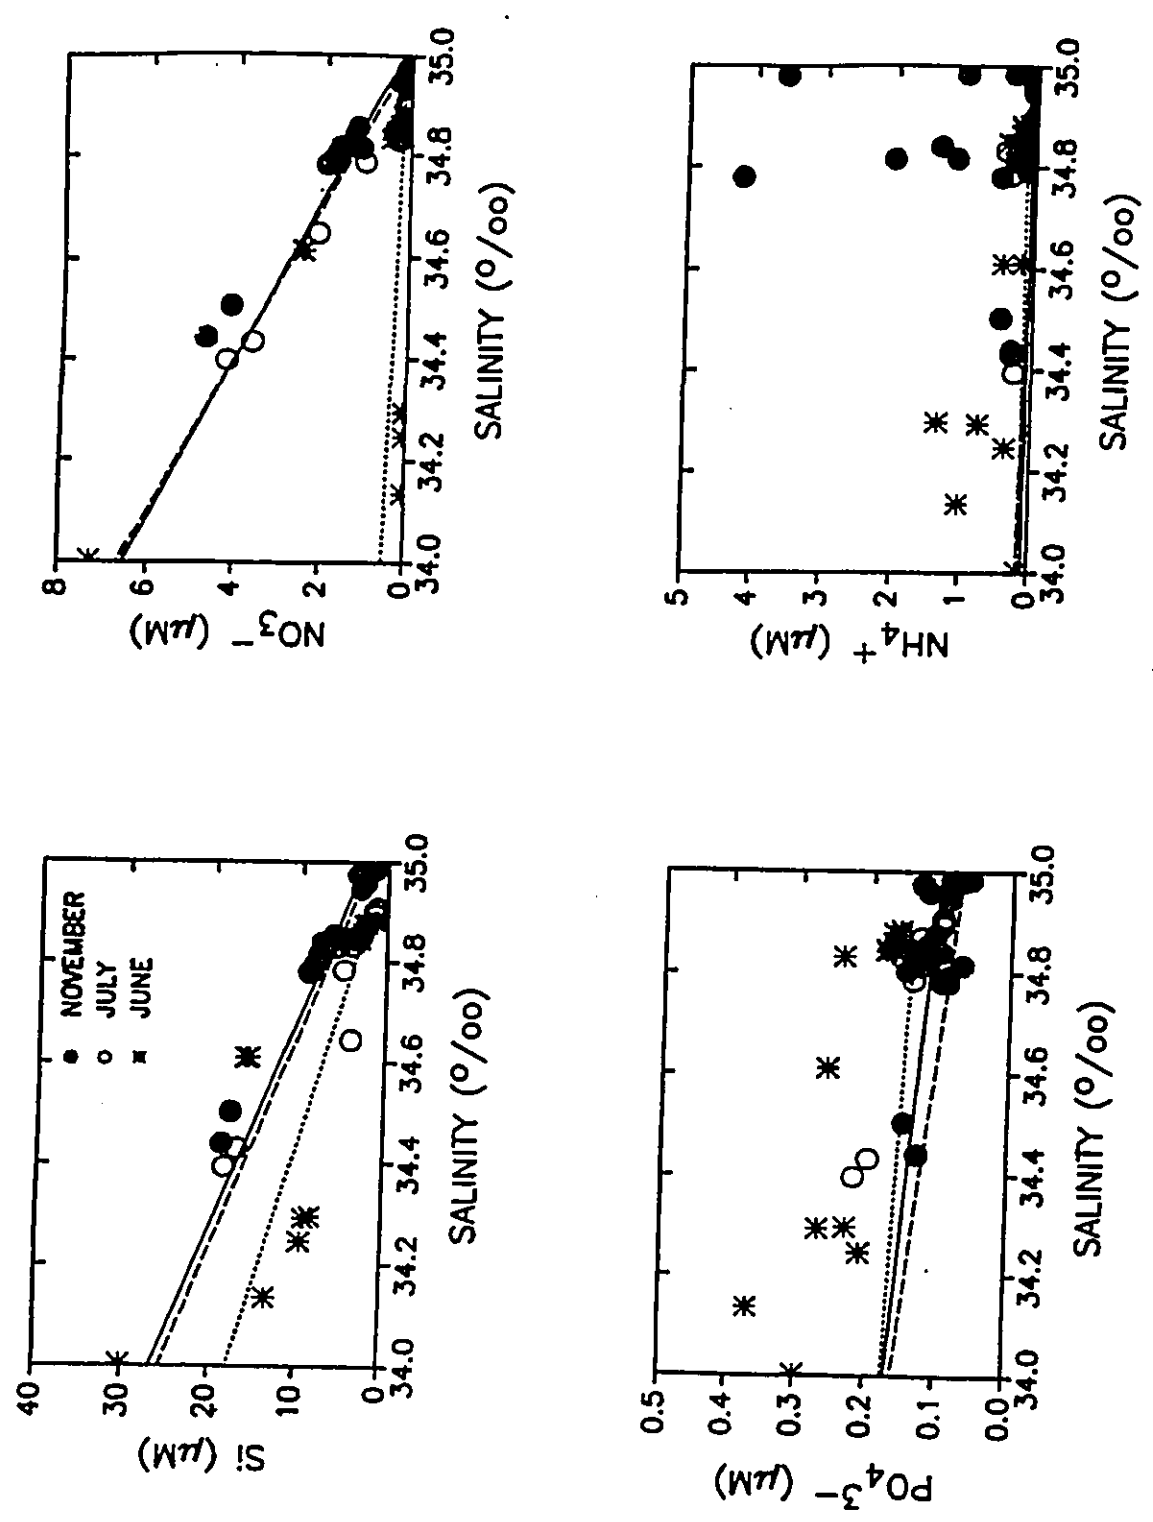 40
30
20
10
0
Si (μM)
● NOVEMBER
○ JULY
✳ JUNE
34.0 34.2 34.4 34.6 34.8 35.0
SALINITY (º/oo)
8
6
4
2
0
NO₃⁻ (μM)
34.0 34.2 34.4 34.6 34.8 35.0
SALINITY (º/oo)
0.5
0.4
0.3
0.2
0.1
0.0
PO₄³⁻ (μM)
34.0 34.2 34.4 34.6 34.8 35.0
SALINITY (º/oo)
5
4
3
2
1
0
NH₄⁺ (μM)
34.0 34.2 34.4 34.6 34.8 35.0
SALINITY (º/oo)